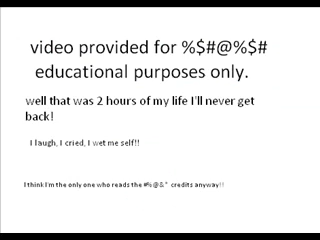 video provided for %$#@%$#
educational purposes only.
well that was 2 hours of my life I'll never get
back!
I laugh, I cried, I wet me self!!
I think I'm the only one who reads the #%@&* credits anyway!!